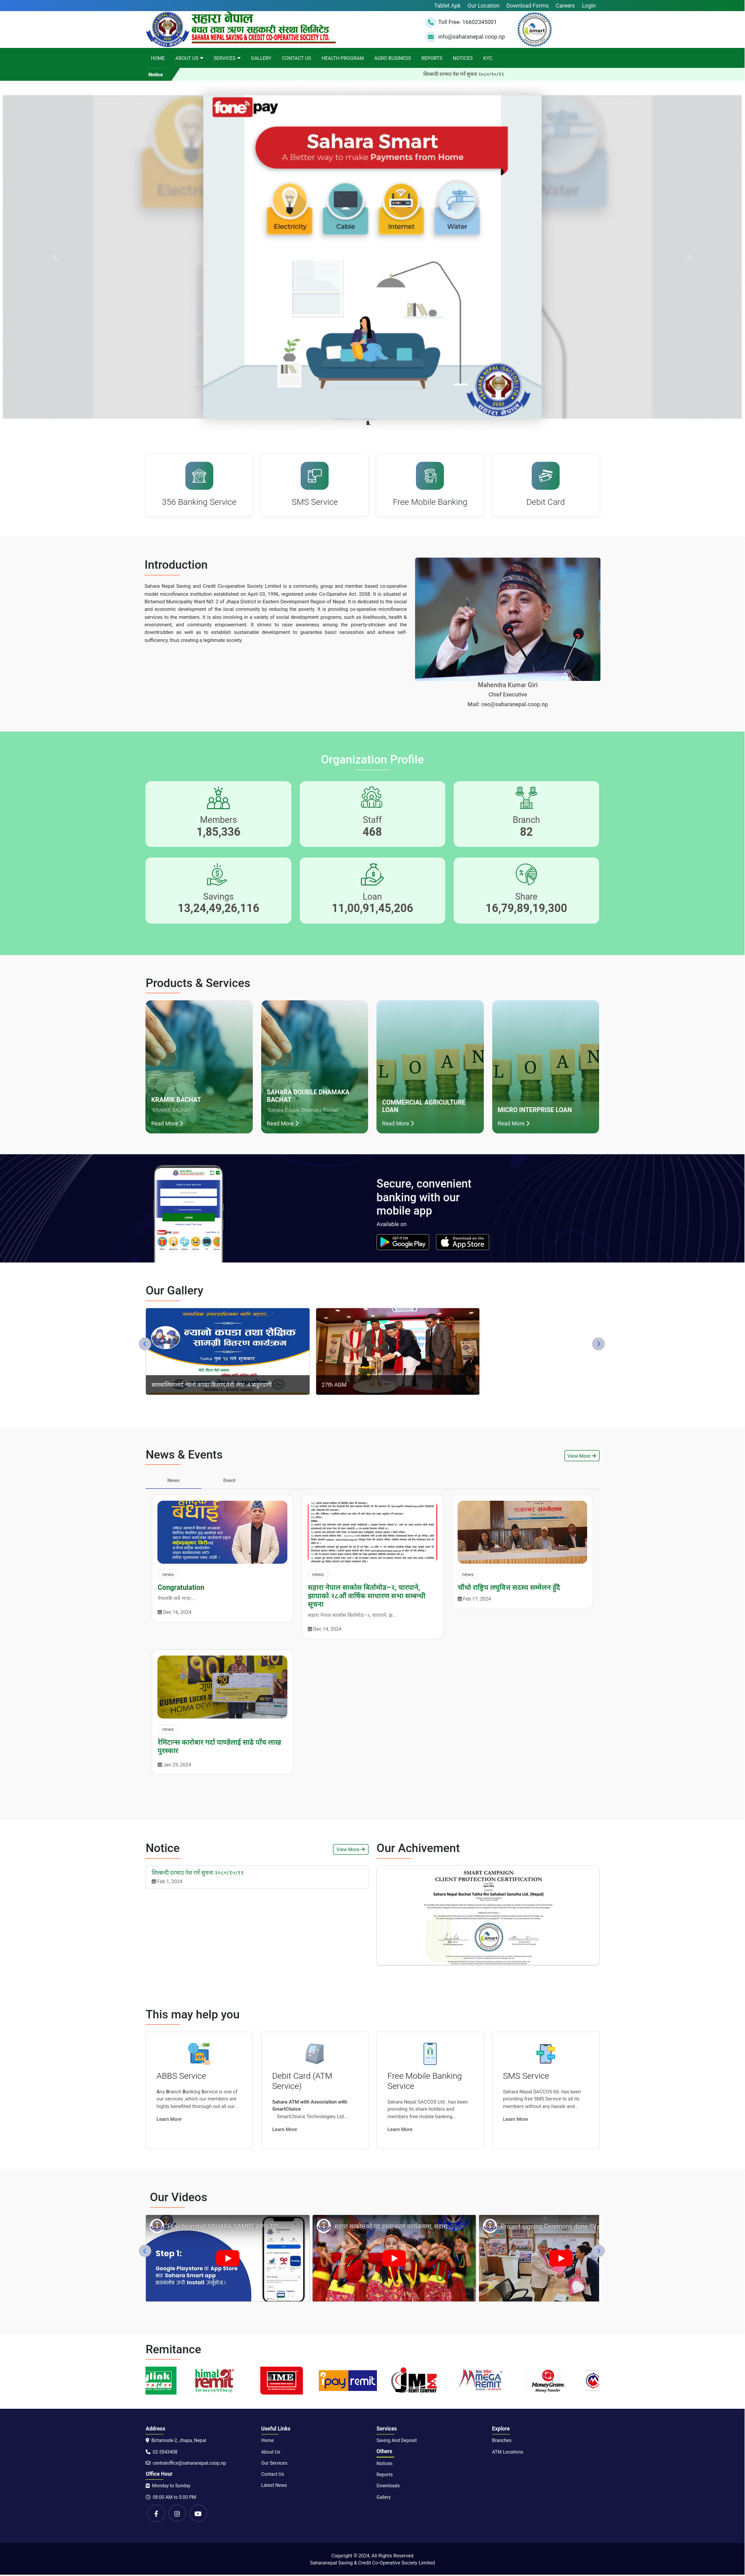 Tablet Apk Our Location Download Forms Careers Login
सहारा नेपाल
बचत तथा ऋण सहकारी संस्था लिमिटेड
SAHARA NEPAL SAVING & CREDIT CO-OPERATIVE SOCIETY LTD.
Toll Free- 16602345001
info@saharanepal.coop.np
HOME ABOUT US SERVICES GALLERY CONTACT US HEALTH PROGRAM AGRO BUSINESS REPORTS NOTICES KYC
Notice
शिलबन्दी दरभाउ पेश गर्ने सूचना २०८०/१०/१९
fonepay
Sahara Smart
A Better way to make Payments from Home
Electricity Cable Internet Water
356 Banking Service
SMS Service
Free Mobile Banking
Debit Card
Introduction
Sahara Nepal Saving and Credit Co-operative Society Limited is a community, group and member based co-operative
model microfinance institution established on April 03, 1996, registered under Co-Operative Act. 2058. It is situated at
Birtamod Municipality Ward NO: 2 of Jhapa District in Eastern Development Region of Nepal. It is dedicated to the social
and economic development of the local community by reducing the poverty. It is providing co-operative microfinance
services to the members. It is also involving in a variety of social development programs, such as livelihoods, health &
environment, and community empowerment. It strives to raise awareness among the poverty-stricken and the
downtrodden as well as to establish sustainable development to guarantee basic necessities and achieve self-
sufficiency, thus creating a legitimate society.
Mahendra Kumar Giri
Chief Executive
Mail: ceo@saharanepal.coop.np
Organization Profile
Members
1,85,336
Staff
468
Branch
82
Savings
13,24,49,26,116
Loan
11,00,91,45,206
Share
16,79,89,19,300
Products & Services
KRAMIK BACHAT
"KRAMIK BACHAT"
Read More
SAHARA DOUBLE DHAMAKA
BACHAT
"Sahara Double Dhamaka Bachat"
Read More
COMMERCIAL AGRICULTURE
LOAN
Read More
MICRO INTERPRISE LOAN
Read More
Secure, convenient
banking with our
mobile app
Available on
GET IT ON
Google Play
Download on the
App Store
Our Gallery
न्यानो कपडा तथा शैक्षिक
सामग्री वितरण कार्यक्रम
27th AGM
News & Events
View More
News Event
बधाई
news
Congratulation
Dec 16, 2024
news
सहारा नेपाल साकोस बिर्तामोड–२, चारपाने,
झापाको २८औं वार्षिक साधारण सभा सम्बन्धी
सूचना
Dec 14, 2024
news
चौंथो राष्ट्रिय लघुवित्त सदस्य सम्मेलन हुँदै
Feb 17, 2024
news
रेमिटान्स कारोबार गर्दा पाण्डेलाई साढे पाँच लाख
पुरस्कार
Jan 29, 2024
Notice
View More
शिलबन्दी दरभाउ पेश गर्ने सूचना २०८०/१०/१९
Feb 1, 2024
Our Achivement
SMART CAMPAIGN
CLIENT PROTECTION CERTIFICATION
Sahara Nepal Bachat Tatha Rin Sahakari Sanstha Ltd. (Nepal)
This may help you
ABBS Service
Any Branch Banking Service is one of
our services ,which our members are
highly benefited thorough out all our...
Learn More
Debit Card (ATM
Service)
Sahara ATM with Association with
SmartChoice
SmartChoice Technologies Ltd....
Learn More
Free Mobile Banking
Service
Sahara Nepal SACCOS Ltd , has been
providing its share holders and
members free mobile banking...
Learn More
SMS Service
Sahara Nepal SACCOS ltd. has been
providing free SMS Service to all its
members without any hassle and...
Learn More
Our Videos
Step 1:
Google Playstore वा App Store
बाट Sahara Smart app
डाउनलोड गरी Install गर्नुहोस्।
Remitance
himal remit
IME
pay remit
JMR REMIT COMPANY
MEGA REMIT
MoneyGram
Money Transfer
Address
Birtamode-2, Jhapa, Nepal
02-3543408
centraloffice@saharanepal.coop.np
Office Hour
Monday to Sunday
08:00 AM to 5:00 PM
Useful Links
Home
About Us
Our Services
Contact Us
Latest News
Services
Saving And Deposit
Others
Notices
Reports
Downloads
Gallery
Explore
Branches
ATM Locations
Copyright © 2024, All Rights Reserved
Saharanepal Saving & Credit Co-Operative Society Limited